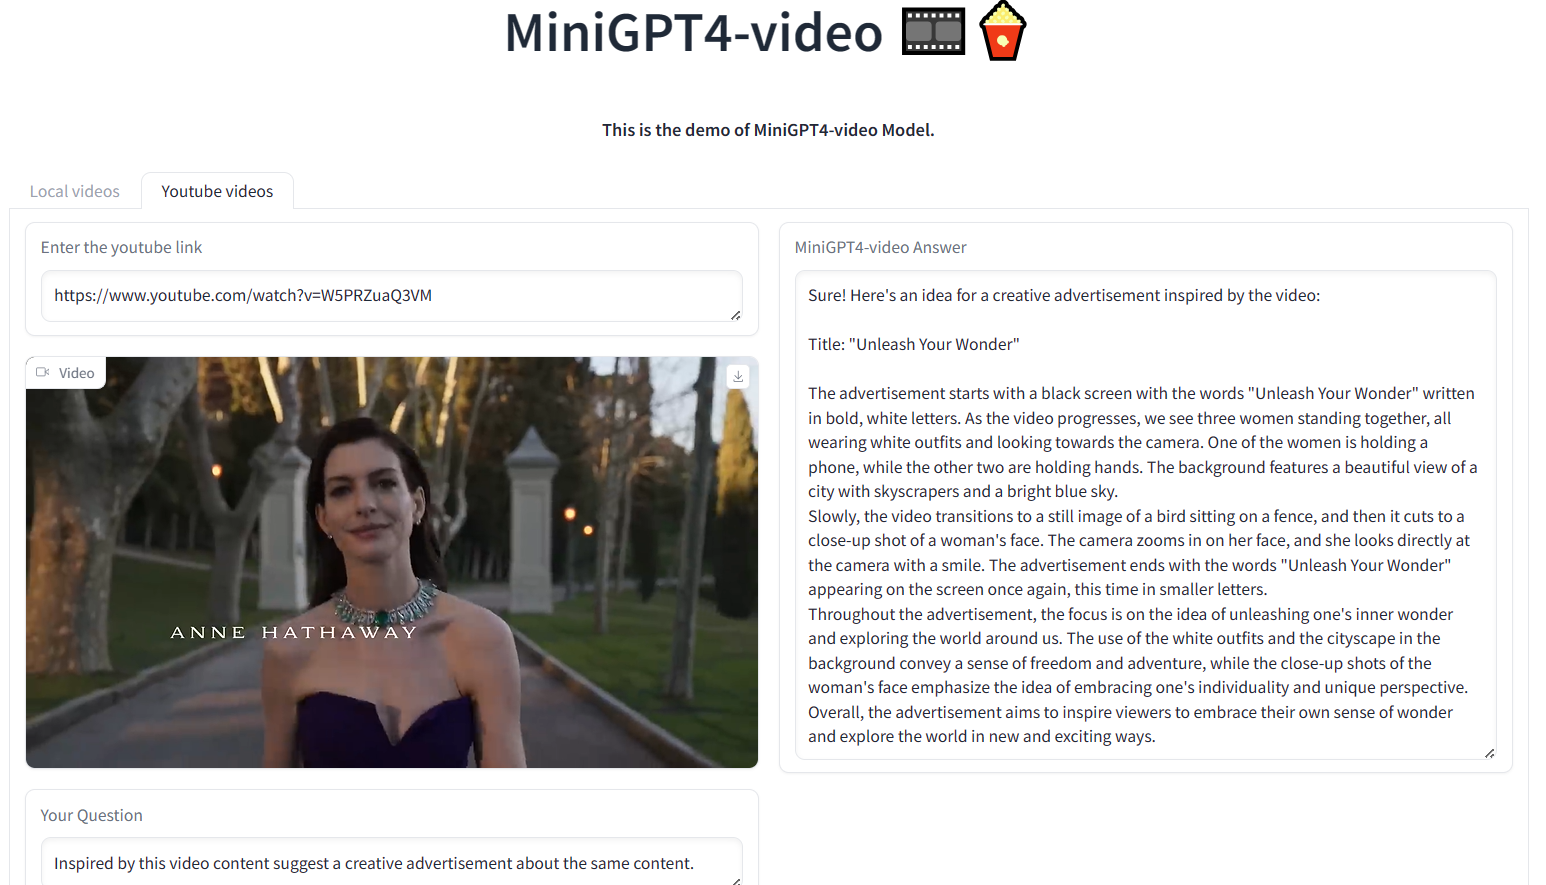 MiniGPT4-video
This is the demo of MiniGPT4-video Model.
Local videos
Youtube videos
Enter the youtube link
https://www.youtube.com/watch?v=W5PRZuaQ3VM
Video
ANNE HATHAWAY
Your Question
Inspired by this video content suggest a creative advertisement about the same content.
MiniGPT4-video Answer
Sure! Here's an idea for a creative advertisement inspired by the video:
Title: "Unleash Your Wonder"
The advertisement starts with a black screen with the words "Unleash Your Wonder" written
in bold, white letters. As the video progresses, we see three women standing together, all
wearing white outfits and looking towards the camera. One of the women is holding a
phone, while the other two are holding hands. The background features a beautiful view of a
city with skyscrapers and a bright blue sky.
Slowly, the video transitions to a still image of a bird sitting on a fence, and then it cuts to a
close-up shot of a woman's face. The camera zooms in on her face, and she looks directly at
the camera with a smile. The advertisement ends with the words "Unleash Your Wonder"
appearing on the screen once again, this time in smaller letters.
Throughout the advertisement, the focus is on the idea of unleashing one's inner wonder
and exploring the world around us. The use of the white outfits and the cityscape in the
background convey a sense of freedom and adventure, while the close-up shots of the
woman's face emphasize the idea of embracing one's individuality and unique perspective.
Overall, the advertisement aims to inspire viewers to embrace their own sense of wonder
and explore the world in new and exciting ways.